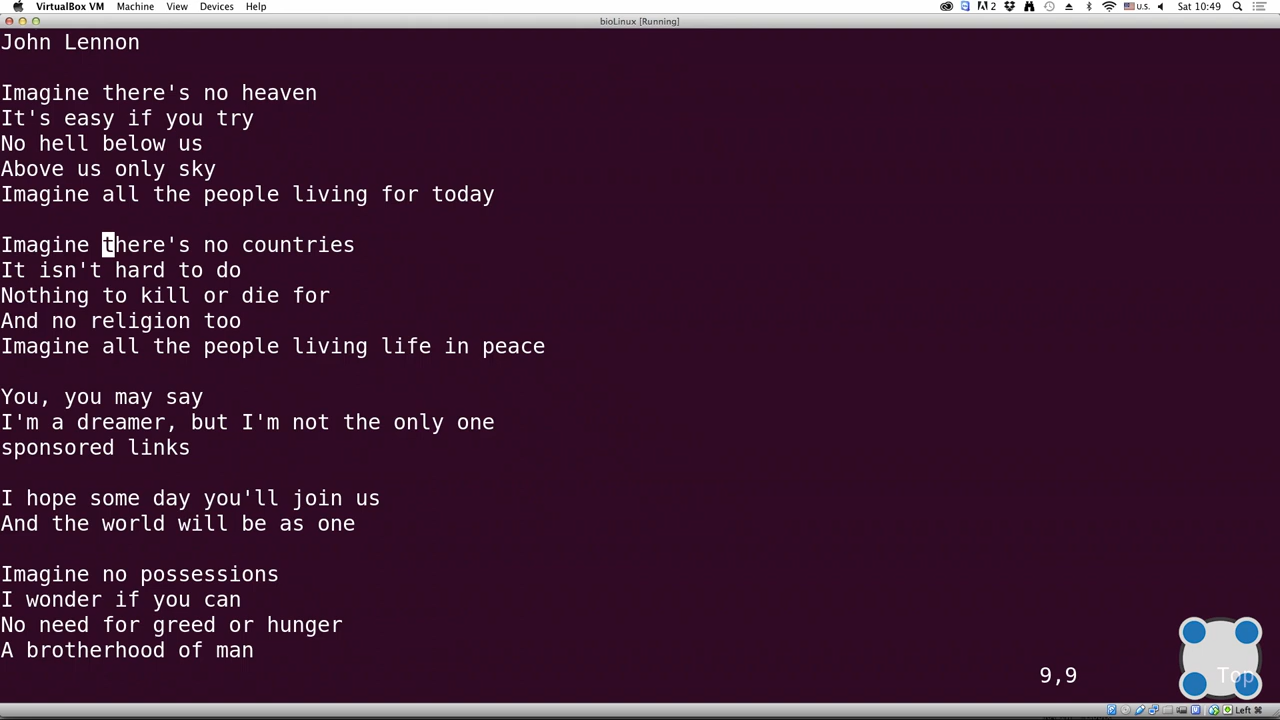 VirtualBox VM Machine View Devices Help
2 U.S. Sat 10:49
bioLinux [Running]
John Lennon
Imagine there's no heaven
It's easy if you try
No hell below us
Above us only sky
Imagine all the people living for today
Imagine there's no countries
It isn't hard to do
Nothing to kill or die for
And no religion too
Imagine all the people living life in peace
You, you may say
I'm a dreamer, but I'm not the only one
sponsored links
I hope some day you'll join us
And the world will be as one
Imagine no possessions
I wonder if you can
No need for greed or hunger
A brotherhood of man
9,9 Top
Left ⌘